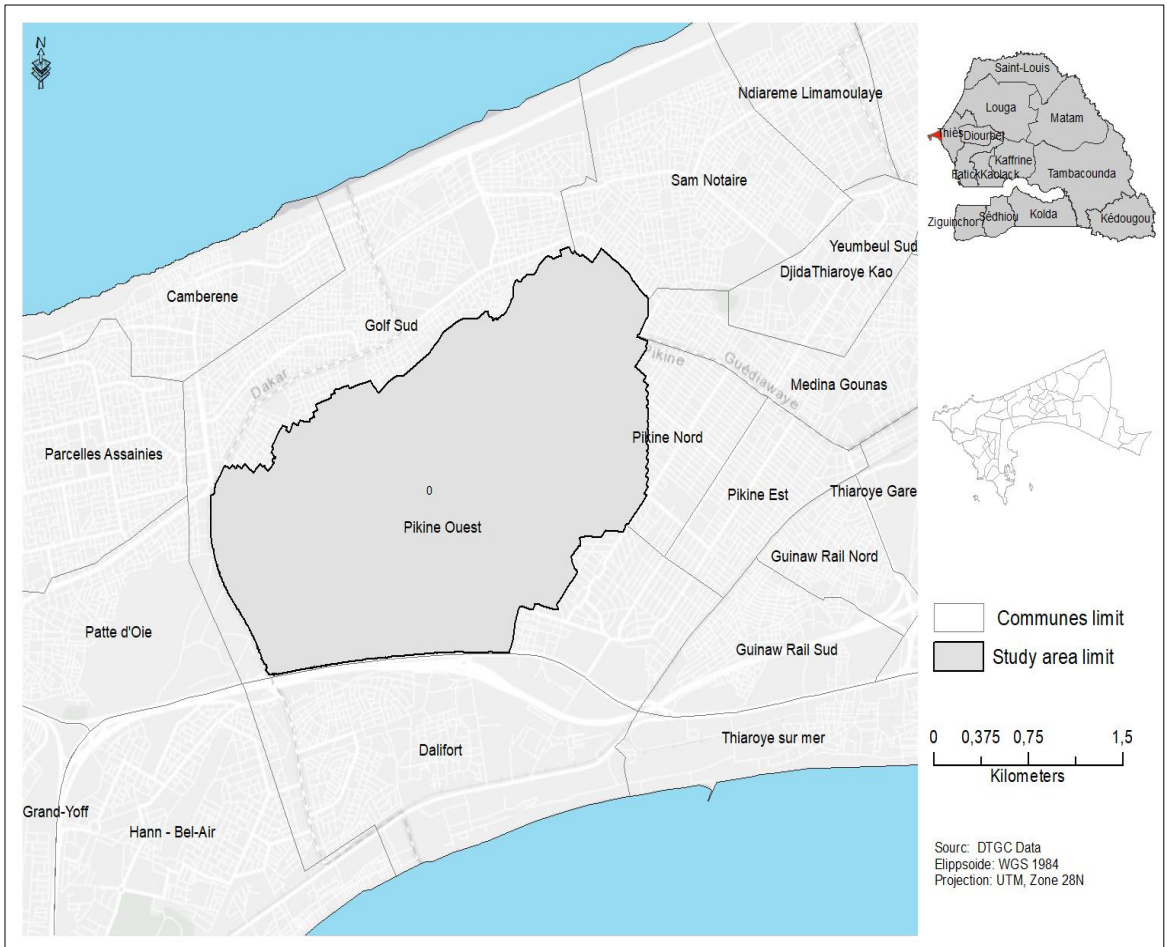 N
Ndiareme Limamoulaye
Sam Notaire
Yeumbeul Sud
DjidaThiaroye Kao
Camberene
Golf Sud
Dakar
Pikine
Guédiawaye
Medina Gounas
Parcelles Assainies
Pikine Nord
0
Pikine Ouest
Pikine Est
Thiaroye Gare
Guinaw Rail Nord
Patte d'Oie
Guinaw Rail Sud
Dalifort
Thiaroye sur mer
Grand-Yoff
Hann - Bel-Air
Saint-Louis
Louga
Matam
Thiès
Diourbel
Kaffrine
Fatick
Kaolack
Tambacounda
Ziguinchor
Sédhiou
Kolda
Kédougou
Communes limit
Study area limit
0 0,375 0,75 1,5
Kilometers
Sourc: DTGC Data
Elippsoide: WGS 1984
Projection: UTM, Zone 28N